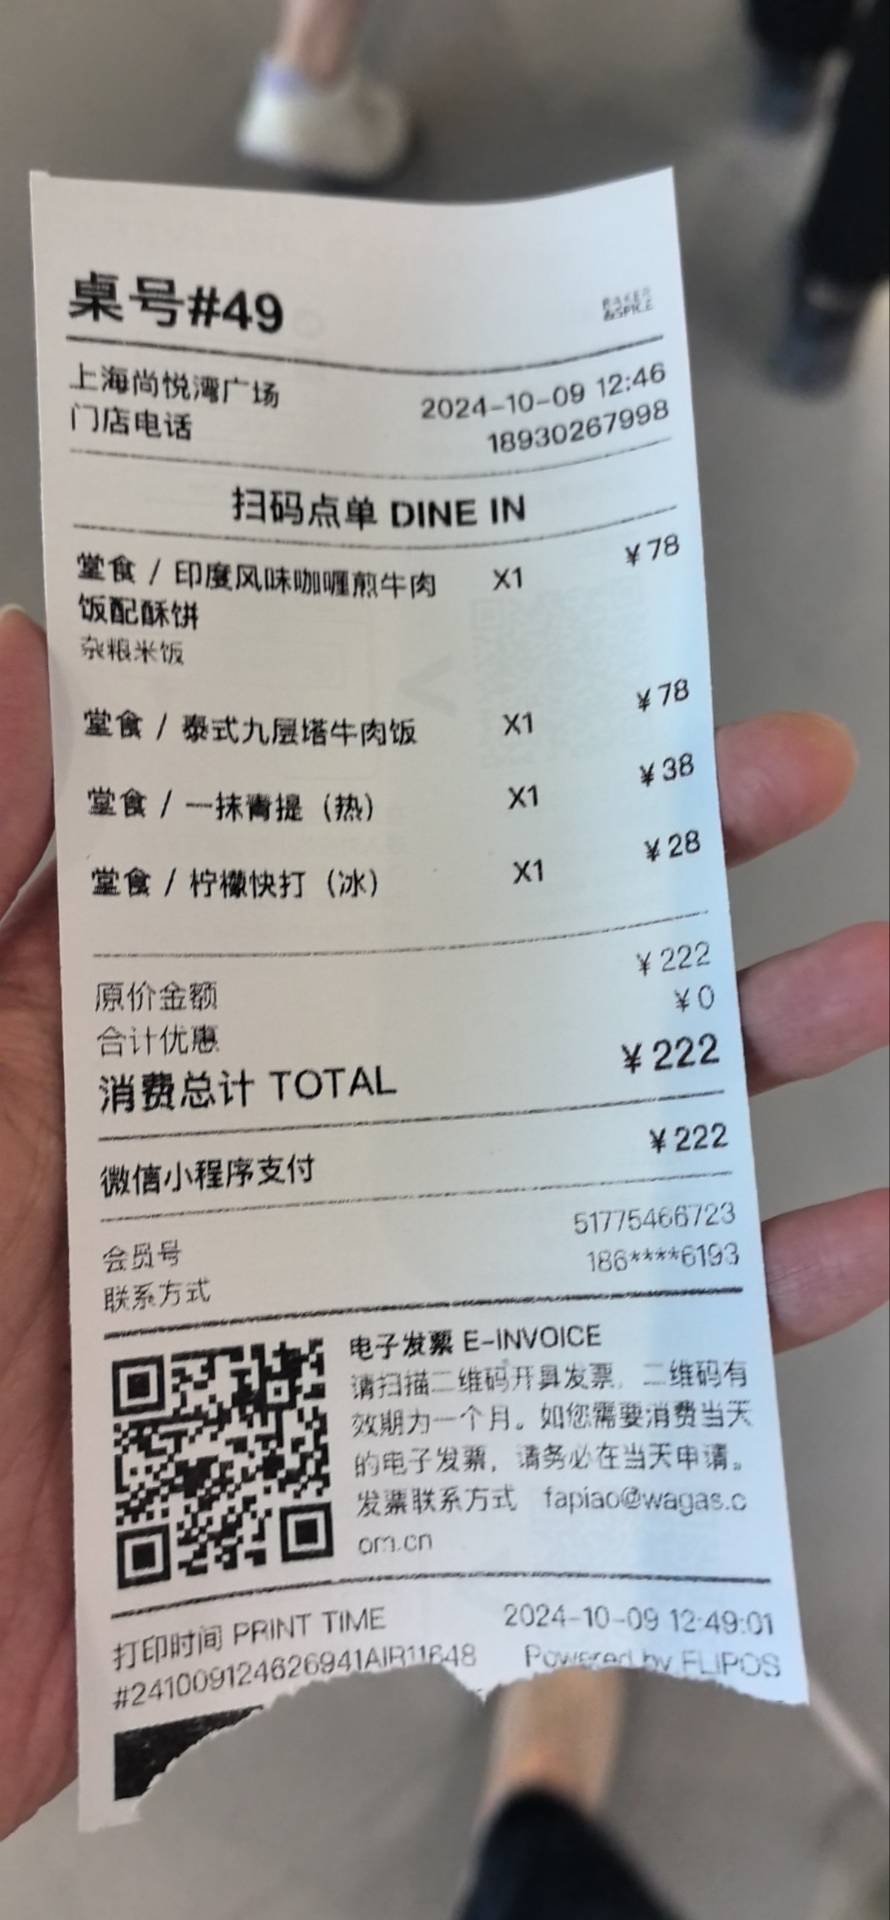 桌号#49
BAKER
&SPICE
上海尚悦湾广场 2024-10-09 12:46
门店电话 18930267998
扫码点单 DINE IN
堂食 / 印度风味咖喱煎牛肉 X1 ¥78
饭配酥饼
杂粮米饭
堂食 / 泰式九层塔牛肉饭 X1 ¥78
堂食 / 一抹青提（热） X1 ¥38
堂食 / 柠檬快打（冰） X1 ¥28
原价金额 ¥222
合计优惠 ¥0
消费总计 TOTAL ¥222
微信小程序支付 ¥222
会员号 51775466723
联系方式 186****6193
电子发票 E-INVOICE
请扫描二维码开具发票，二维码有
效期为一个月。如您需要消费当天
的电子发票，请务必在当天申请。
发票联系方式 fapiao@wagas.c
om.cn
打印时间 PRINT TIME 2024-10-09 12:49:01
#241009124626941AIR11648 Powered by FLIPOS